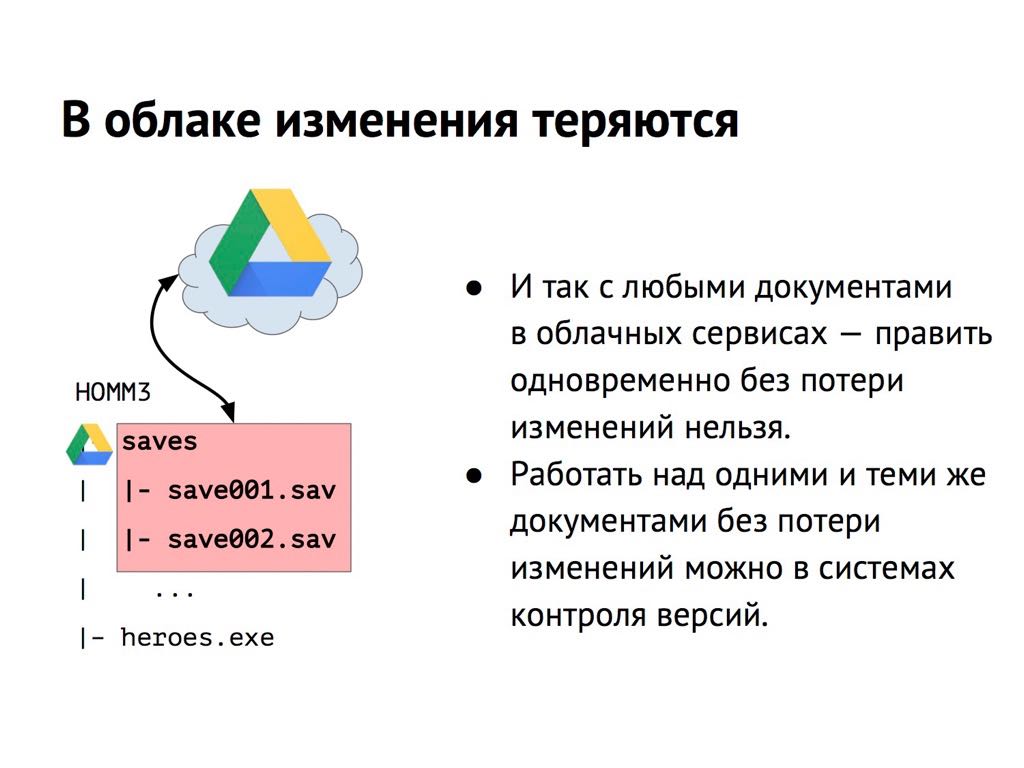 В облаке изменения теряются
HOMM3
saves
| |- save001.sav
| |- save002.sav
| ...
|- heroes.exe
● И так с любыми документами
в облачных сервисах — править
одновременно без потери
изменений нельзя.
● Работать над одними и теми же
документами без потери
изменений можно в системах
контроля версий.